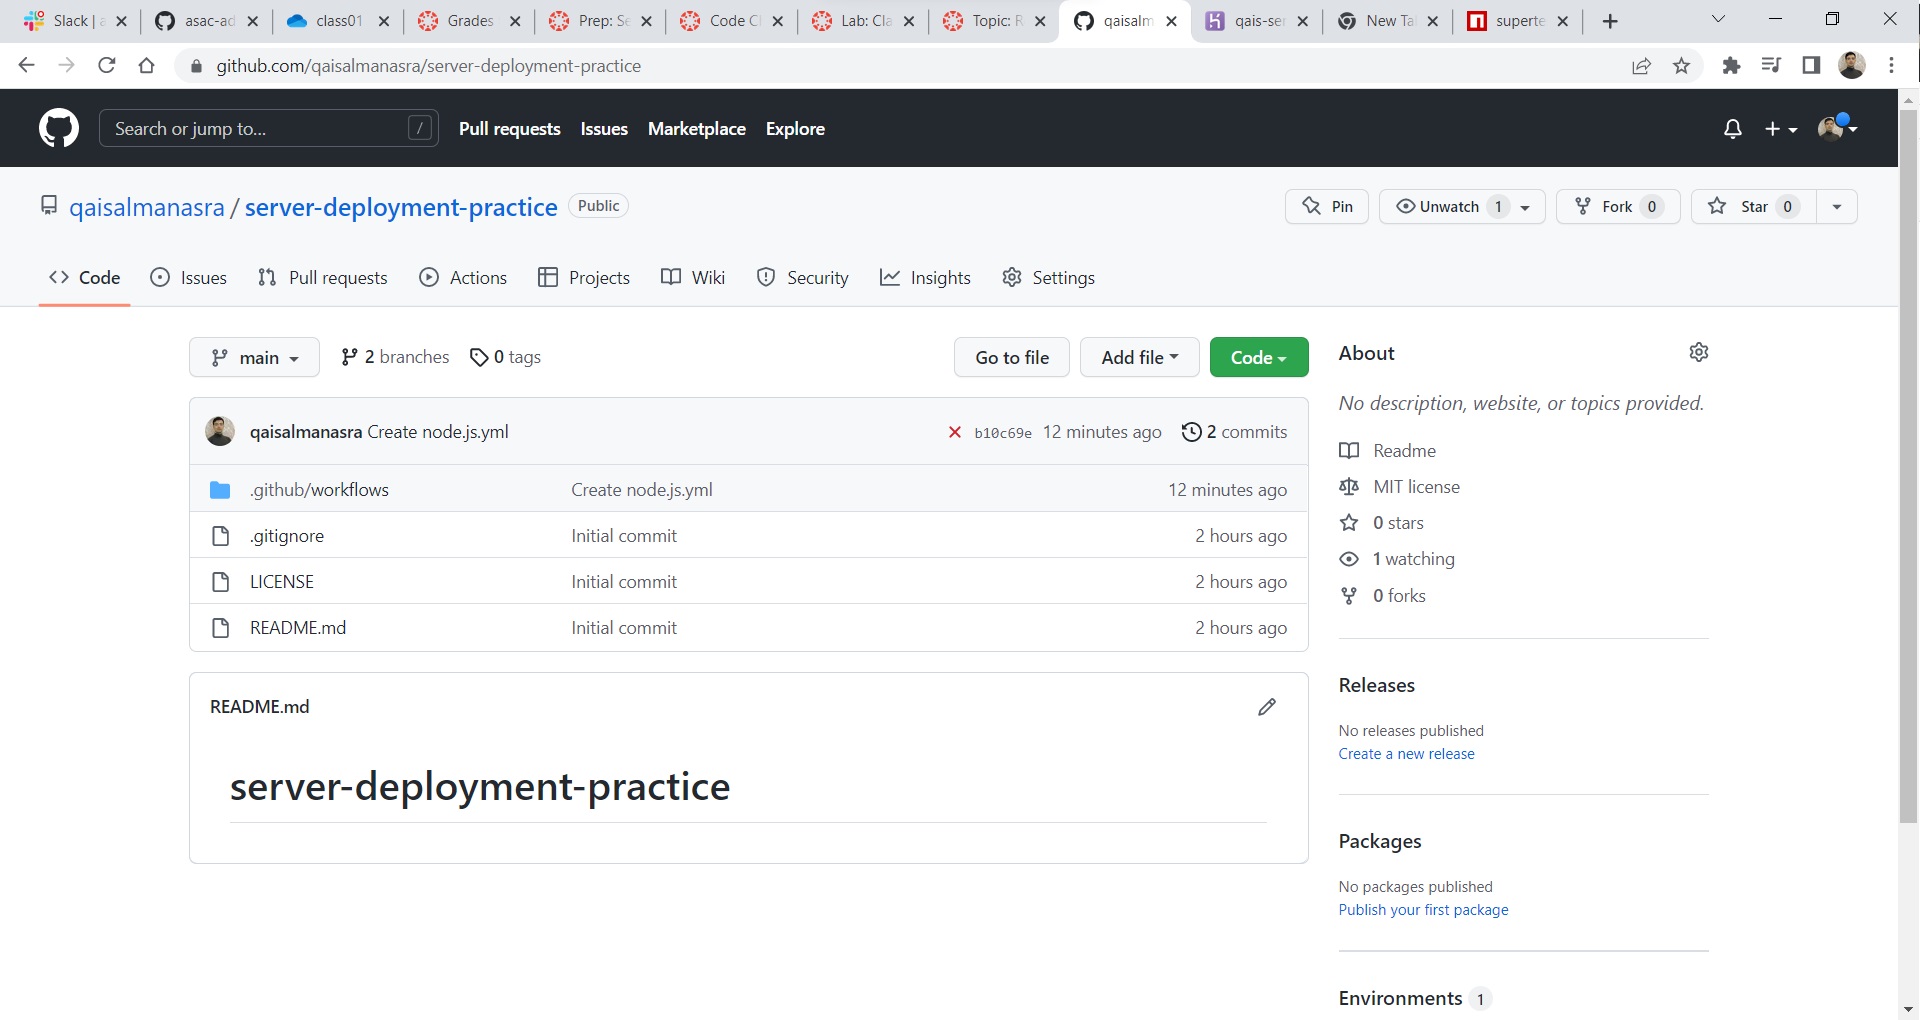 Slack | a
asac-ad
class01
Grades
Prep: Se
Code Cl
Lab: Cla
Topic: R
qaisalm
qais-ser
New Ta
superte
github.com/qaisalmanasra/server-deployment-practice
Search or jump to...
/
Pull requests
Issues
Marketplace
Explore
qaisalmanasra / server-deployment-practice
Public
Pin
Unwatch 1
Fork 0
Star 0
Code
Issues
Pull requests
Actions
Projects
Wiki
Security
Insights
Settings
main
2 branches
0 tags
Go to file
Add file
Code
qaisalmanasra Create node.js.yml
b10c69e 12 minutes ago
2 commits
.github/workflows
Create node.js.yml
12 minutes ago
.gitignore
Initial commit
2 hours ago
LICENSE
Initial commit
2 hours ago
README.md
Initial commit
2 hours ago
README.md
server-deployment-practice
About
No description, website, or topics provided.
Readme
MIT license
0 stars
1 watching
0 forks
Releases
No releases published
Create a new release
Packages
No packages published
Publish your first package
Environments 1